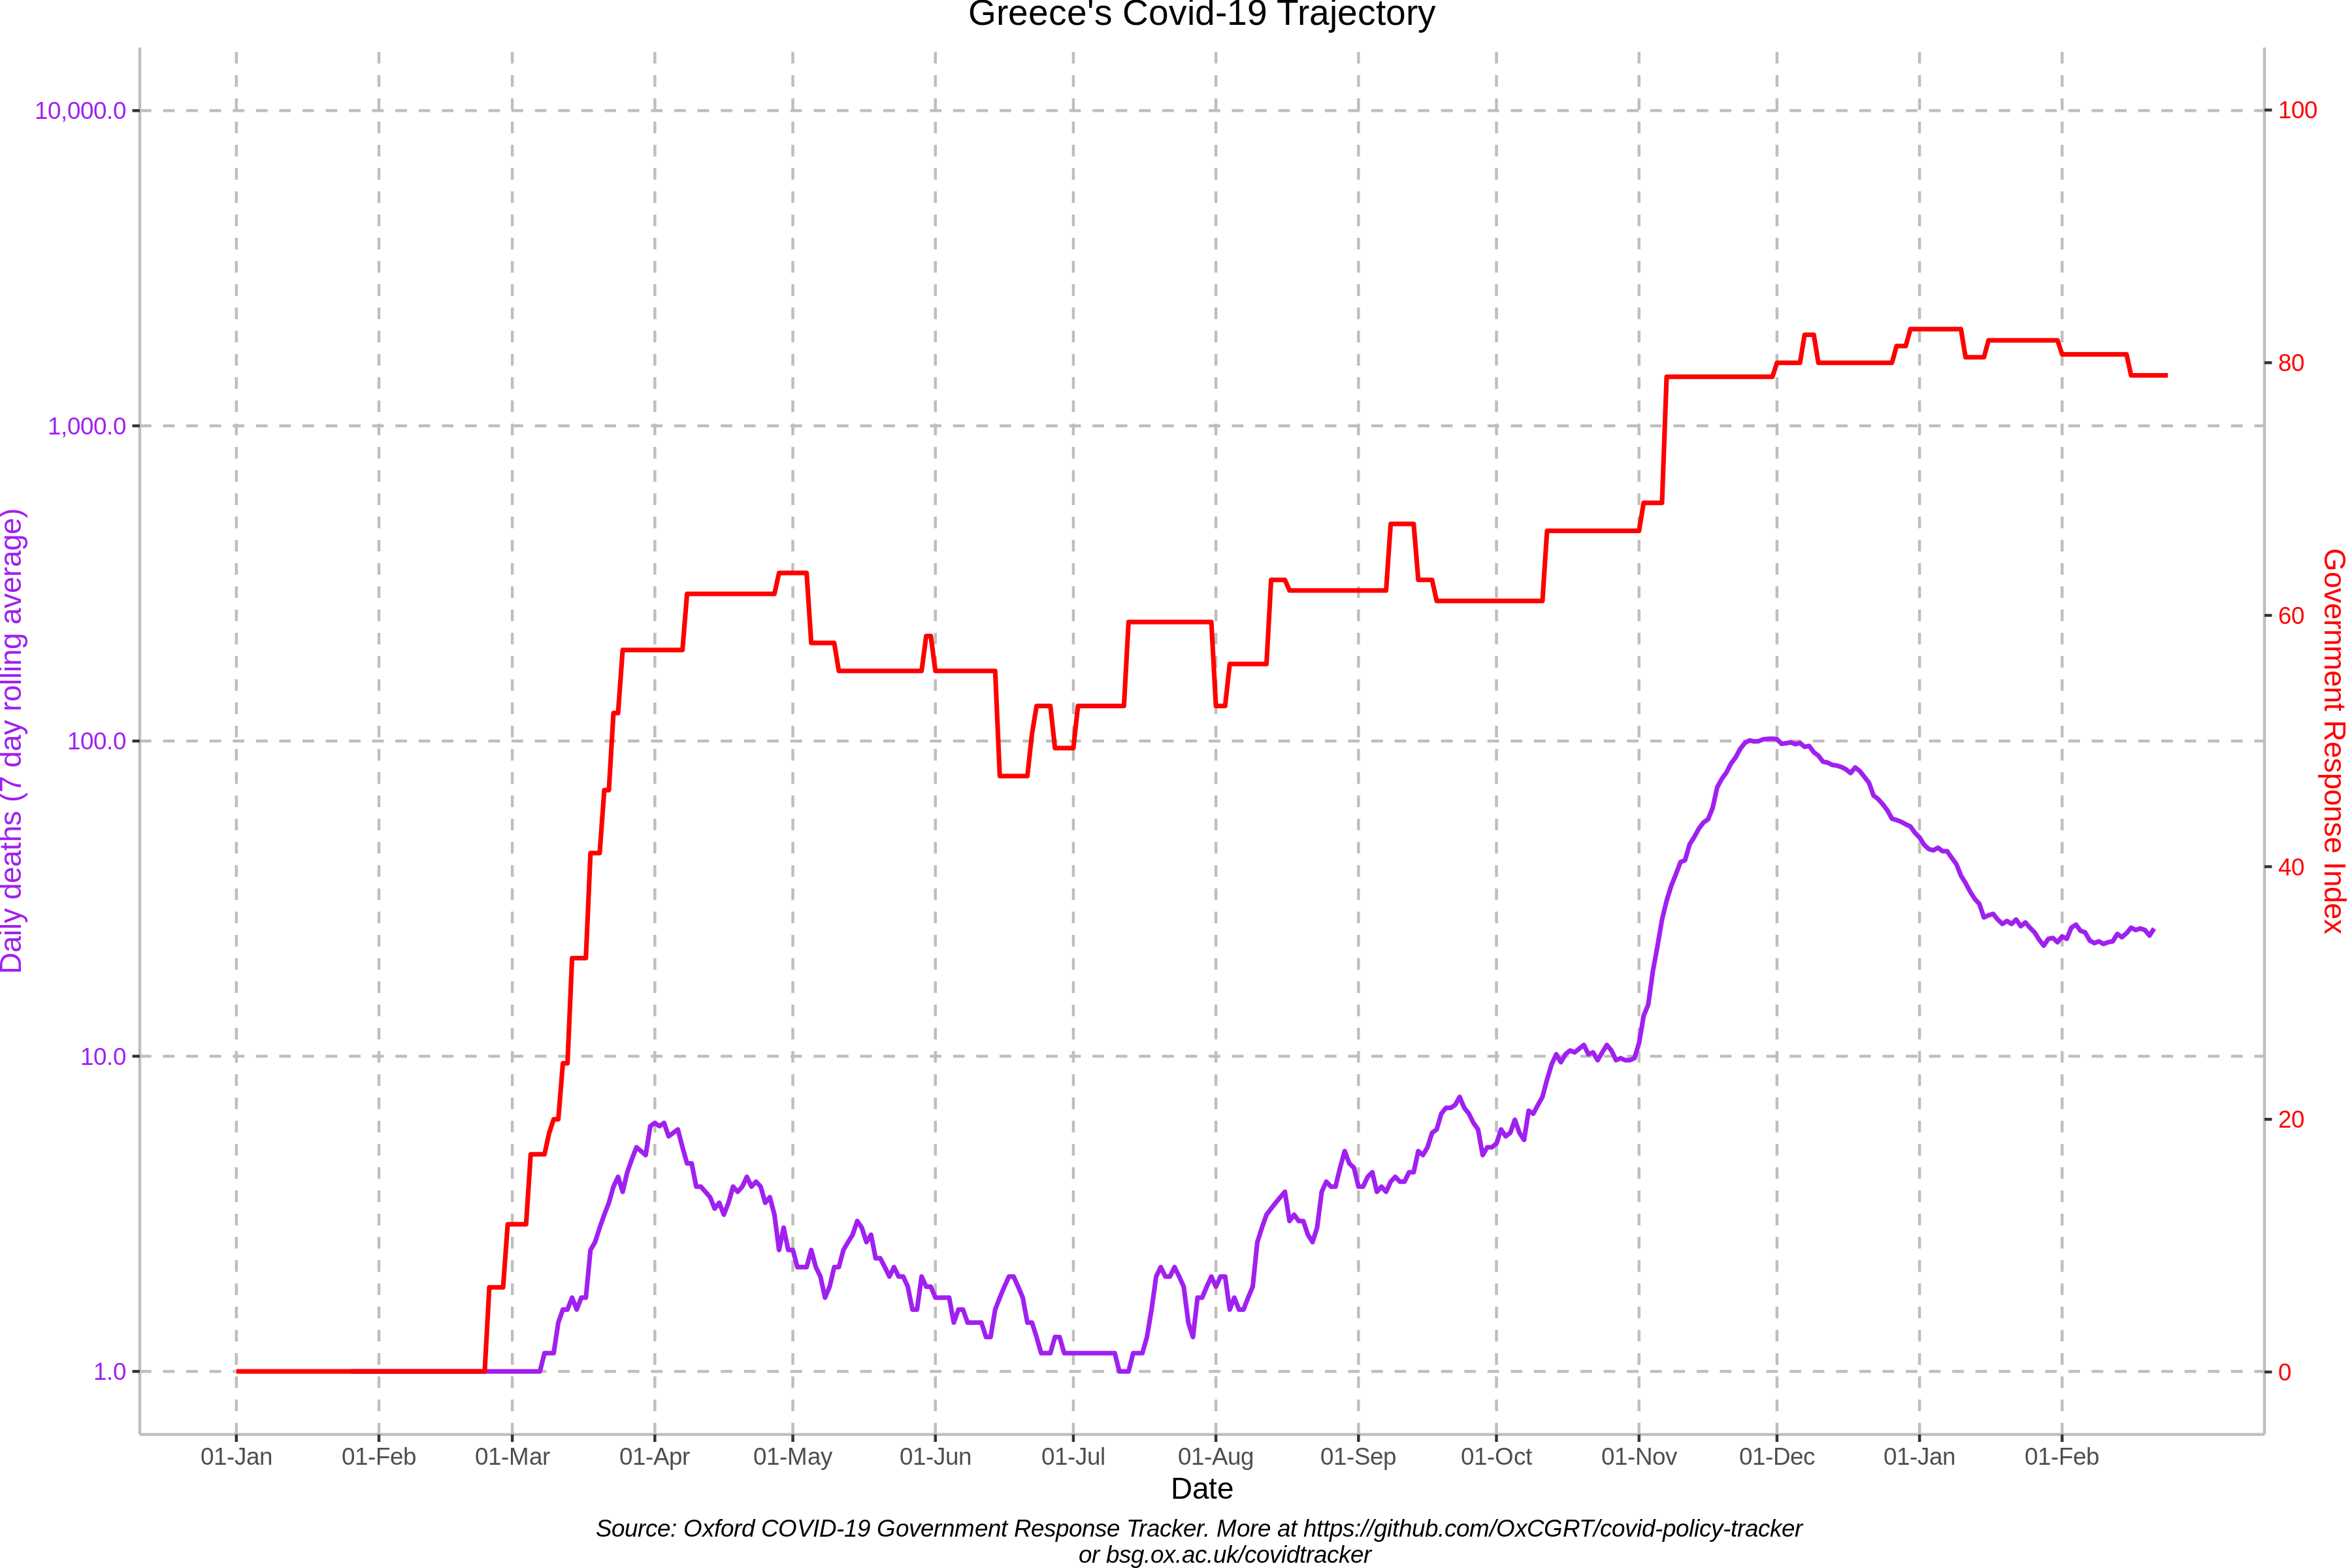 Greece's Covid-19 Trajectory
10,000.0
1,000.0
100.0
10.0
1.0
Daily deaths (7 day rolling average)
100
80
60
40
20
0
Government Response Index
01-Jan
01-Feb
01-Mar
01-Apr
01-May
01-Jun
01-Jul
01-Aug
01-Sep
01-Oct
01-Nov
01-Dec
01-Jan
01-Feb
Date
Source: Oxford COVID-19 Government Response Tracker. More at https://github.com/OxCGRT/covid-policy-tracker
or bsg.ox.ac.uk/covidtracker